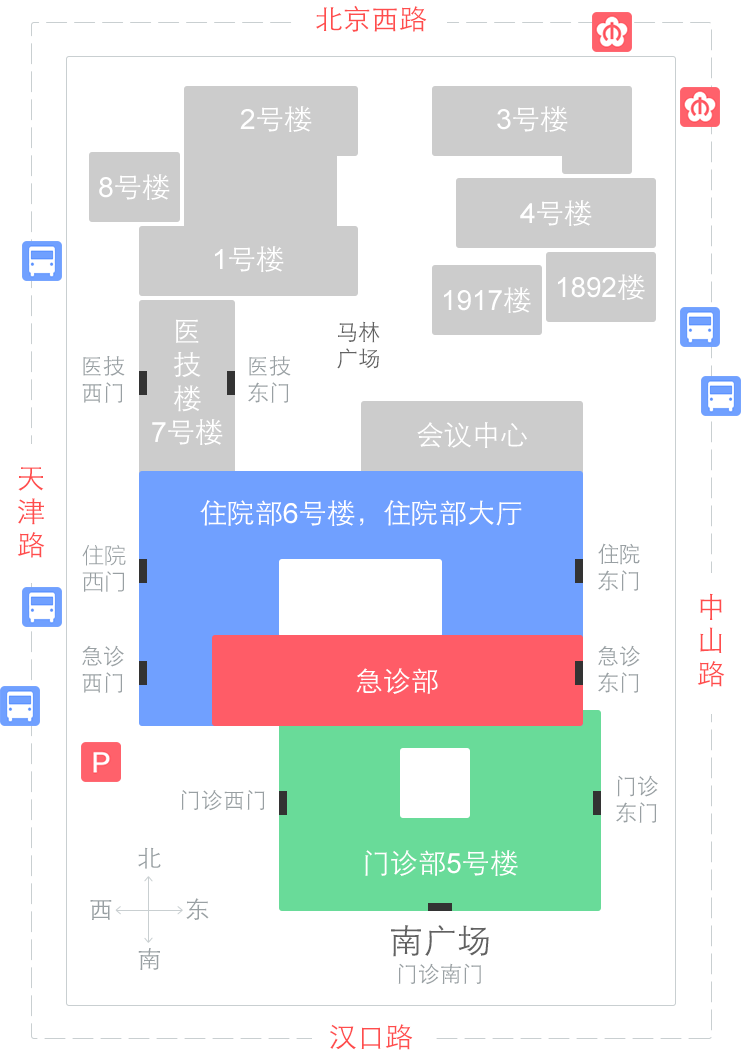 北京西路
2号楼
3号楼
8号楼
4号楼
1号楼
1917楼
1892楼
马林
广场
医
技
楼
7号楼
医技
西门
医技
东门
会议中心
天
津
路
住院部6号楼，住院部大厅
住院
西门
住院
东门
中
山
路
急诊
西门
急诊部
急诊
东门
P
门诊西门
门诊
东门
门诊部5号楼
北
西
东
南
南广场
门诊南门
汉口路